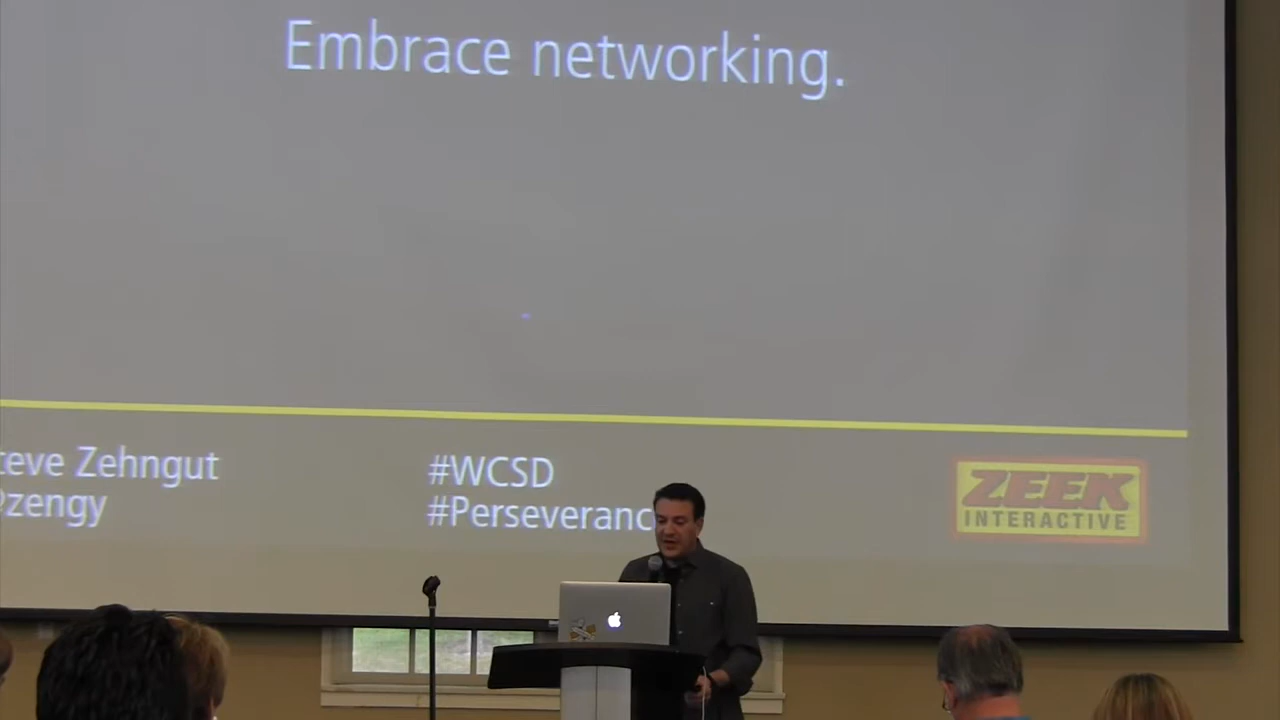 Embrace networking.
teve Zehngut
@zengy
#WCSD
#Perseveranc
ZEEK
INTERACTIVE